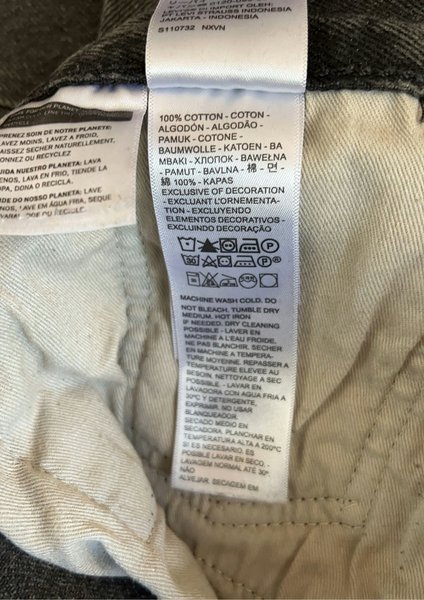 PT LEVI STRAUSS INDONESIA
JAKARTA - INDONESIA
S110732 NXVN
PRENEZ SOIN DE NOTRE PLANETE:
LAVEZ MOINS, LAVEZ A FROID,
LAISSEZ SECHER NATURELLEMENT,
DONNEZ OU RECYCLEZ
CUIDA NUESTRO PLANETA: LAVA
MENOS, LAVA EN FRIO, TIENDE LA
ROPA, DONA O RECICLA.
CUIDE DO NOSSO PLANETA: LAVE
MENOS, LAVE EM ÁGUA FRIA, SEQUE
100% COTTON - COTON -
ALGODÓN - ALGODÃO -
PAMUK - COTONE -
BAUMWOLLE - KATOEN - BA
MBAKI - ХЛОПОК - BAWEŁNA
- PAMUT - BAVLNA - 棉 - 면 -
綿 100% - KAPAS
EXCLUSIVE OF DECORATION
- EXCLUANT L'ORNEMENTA-
TION - EXCLUYENDO
ELEMENTOS DECORATIVOS -
EXCLUINDO DECORAÇÃO
MACHINE WASH COLD. DO
NOT BLEACH. TUMBLE DRY
MEDIUM. HOT IRON
IF NEEDED. DRY CLEANING
POSSIBLE. - LAVER EN
MACHINE A L'EAU FROIDE.
NE PAS BLANCHIR. SECHER
EN MACHINE A TEMPERA-
TURE MOYENNE. REPASSER A
TEMPERATURE ELEVEE AU
BESOIN. NETTOYAGE A SEC
POSSIBLE. - LAVAR EN
LAVADORA CON AGUA FRIA A
30ºC Y DETERGENTE,
EXPRIMIR. NO USAR
BLANQUEADOR.
SECADO MEDIO EN
SECADORA. PLANCHAR EN
TEMPERATURA ALTA A 200ºC
SI ES NECESARIO. ES
POSIBLE LAVAR EN SECO. -
LAVAGEM NORMAL ATÉ 30º
NÃO
ALVEJAR. SECAGEM EM